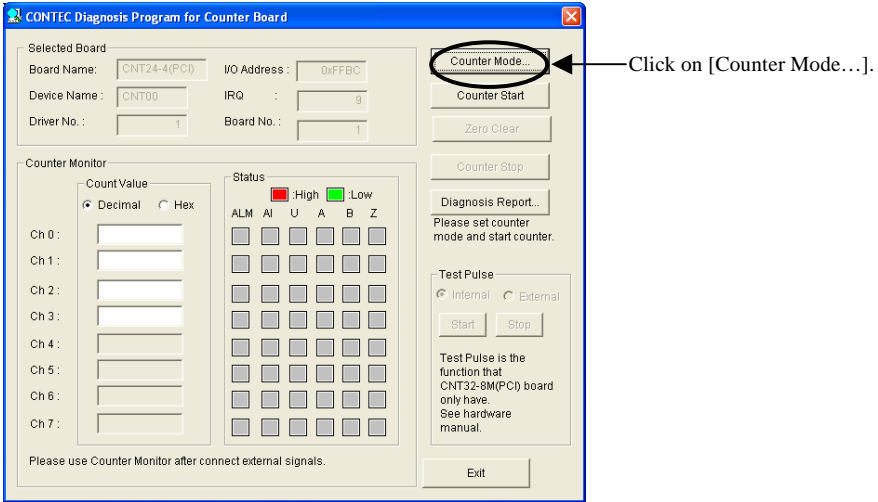 CONTEC Diagnosis Program for Counter Board
Selected Board
Board Name: CNT24-4(PCI) I/O Address : 0xFFBC
Device Name : CNT00 IRQ : 9
Driver No. : 1 Board No. : 1
Counter Mode...
Click on [Counter Mode…].
Counter Start
Zero Clear
Counter Stop
Diagnosis Report...
Please set counter
mode and start counter.
Counter Monitor
Count Value
Decimal Hex
Status
:High :Low
ALM AI U A B Z
Ch 0 :
Ch 1 :
Ch 2 :
Ch 3 :
Ch 4 :
Ch 5 :
Ch 6 :
Ch 7 :
Please use Counter Monitor after connect external signals.
Test Pulse
Internal External
Start Stop
Test Pulse is the
function that
CNT32-8M(PCI) board
only have.
See hardware
manual.
Exit